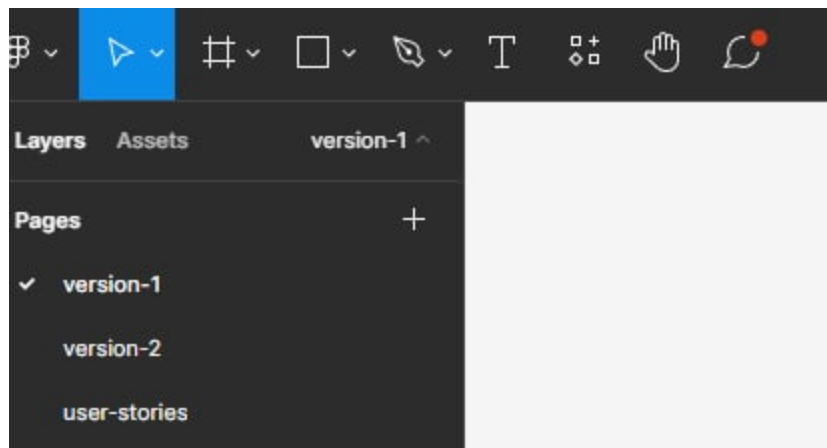 Layers Assets version-1
Pages
version-1
version-2
user-stories